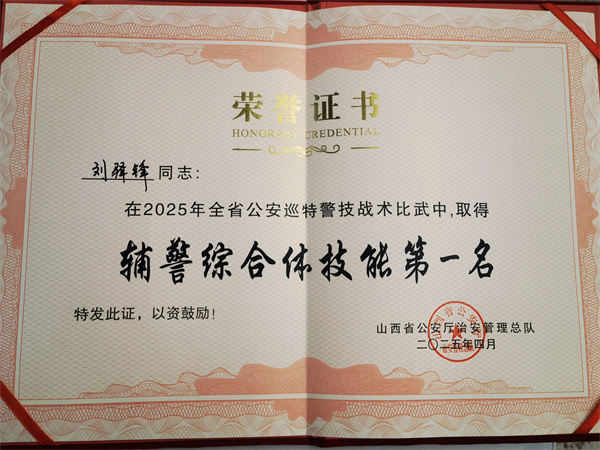 荣誉证书
HONORARY CREDENTIAL
刘驿锋同志:
在2025年全省公安巡特警技战术比武中,取得
辅警综合体技能第一名
特发此证,以资鼓励!
山西省公安厅治安管理总队
二〇二五年四月